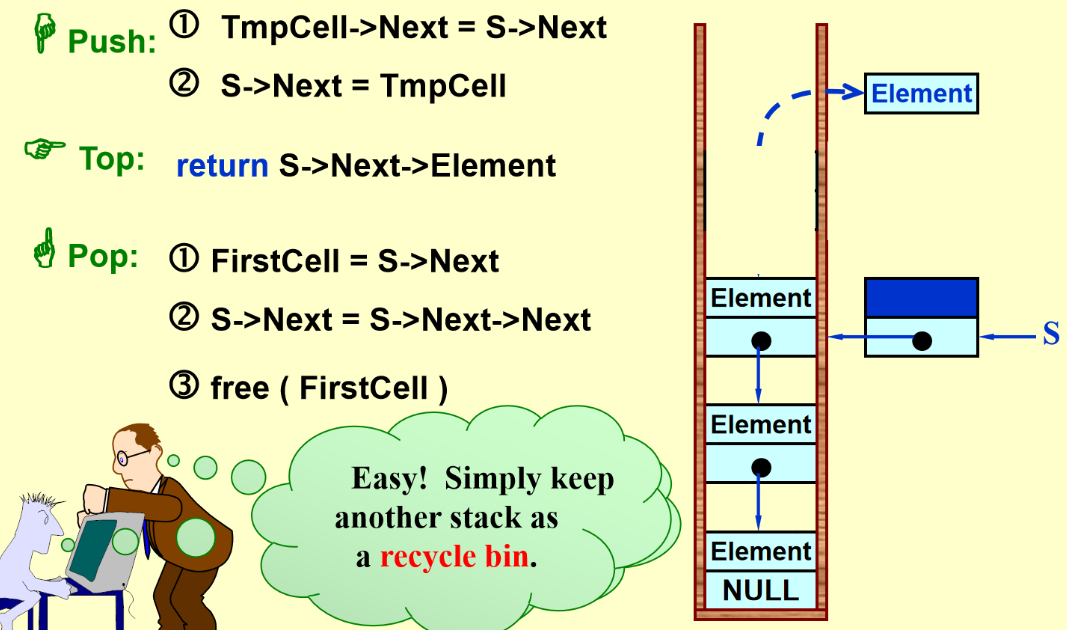 Push: ① TmpCell->Next = S->Next
② S->Next = TmpCell
Top: return S->Next->Element
Pop: ① FirstCell = S->Next
② S->Next = S->Next->Next
③ free ( FirstCell )
Easy! Simply keep
another stack as
a recycle bin.
Element
Element
S
Element
Element
NULL